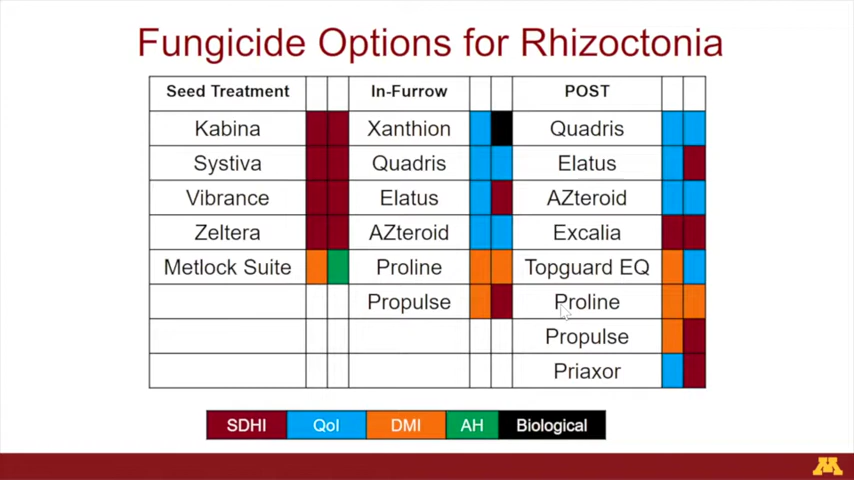 Fungicide Options for Rhizoctonia
Seed Treatment In-Furrow POST
Kabina Xanthion Quadris
Systiva Quadris Elatus
Vibrance Elatus AZteroid
Zeltera AZteroid Excalia
Metlock Suite Proline Topguard EQ
Propulse Proline
Propulse
Priaxor
SDHI QoI DMI AH Biological
M